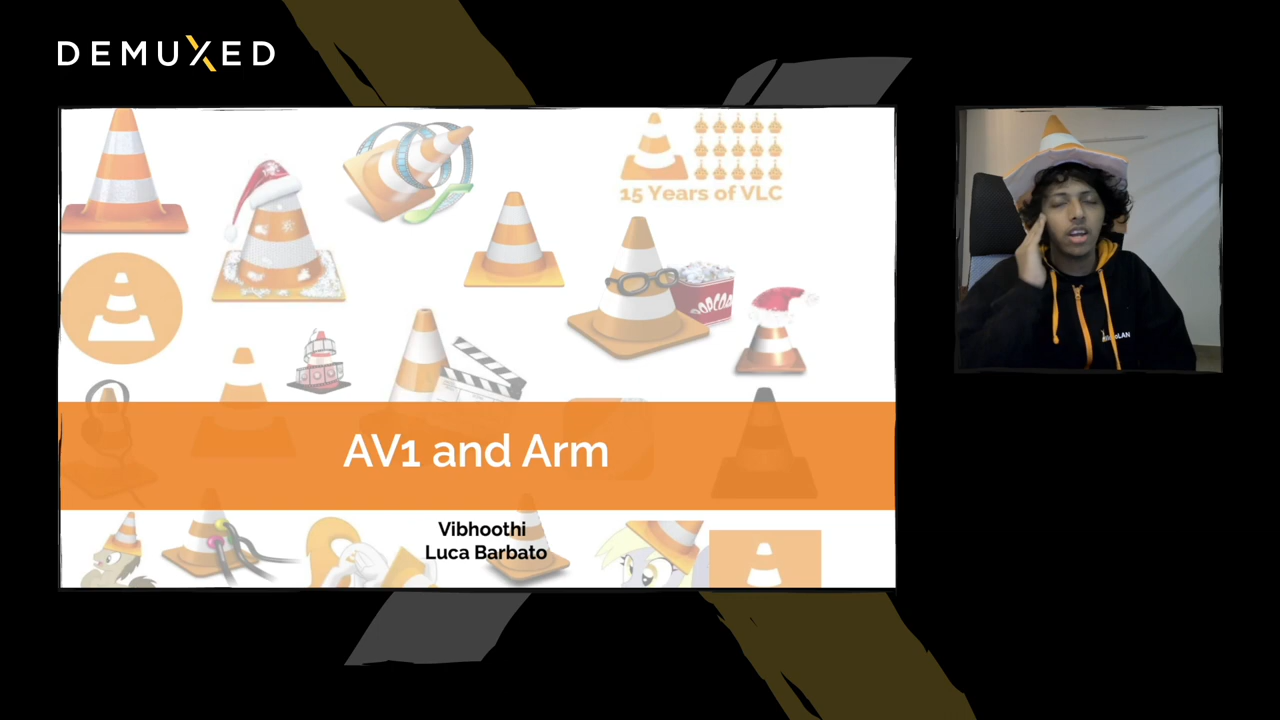 DEMUXED
15 Years of VLC
AV1 and Arm
Vibhoothi
Luca Barbato